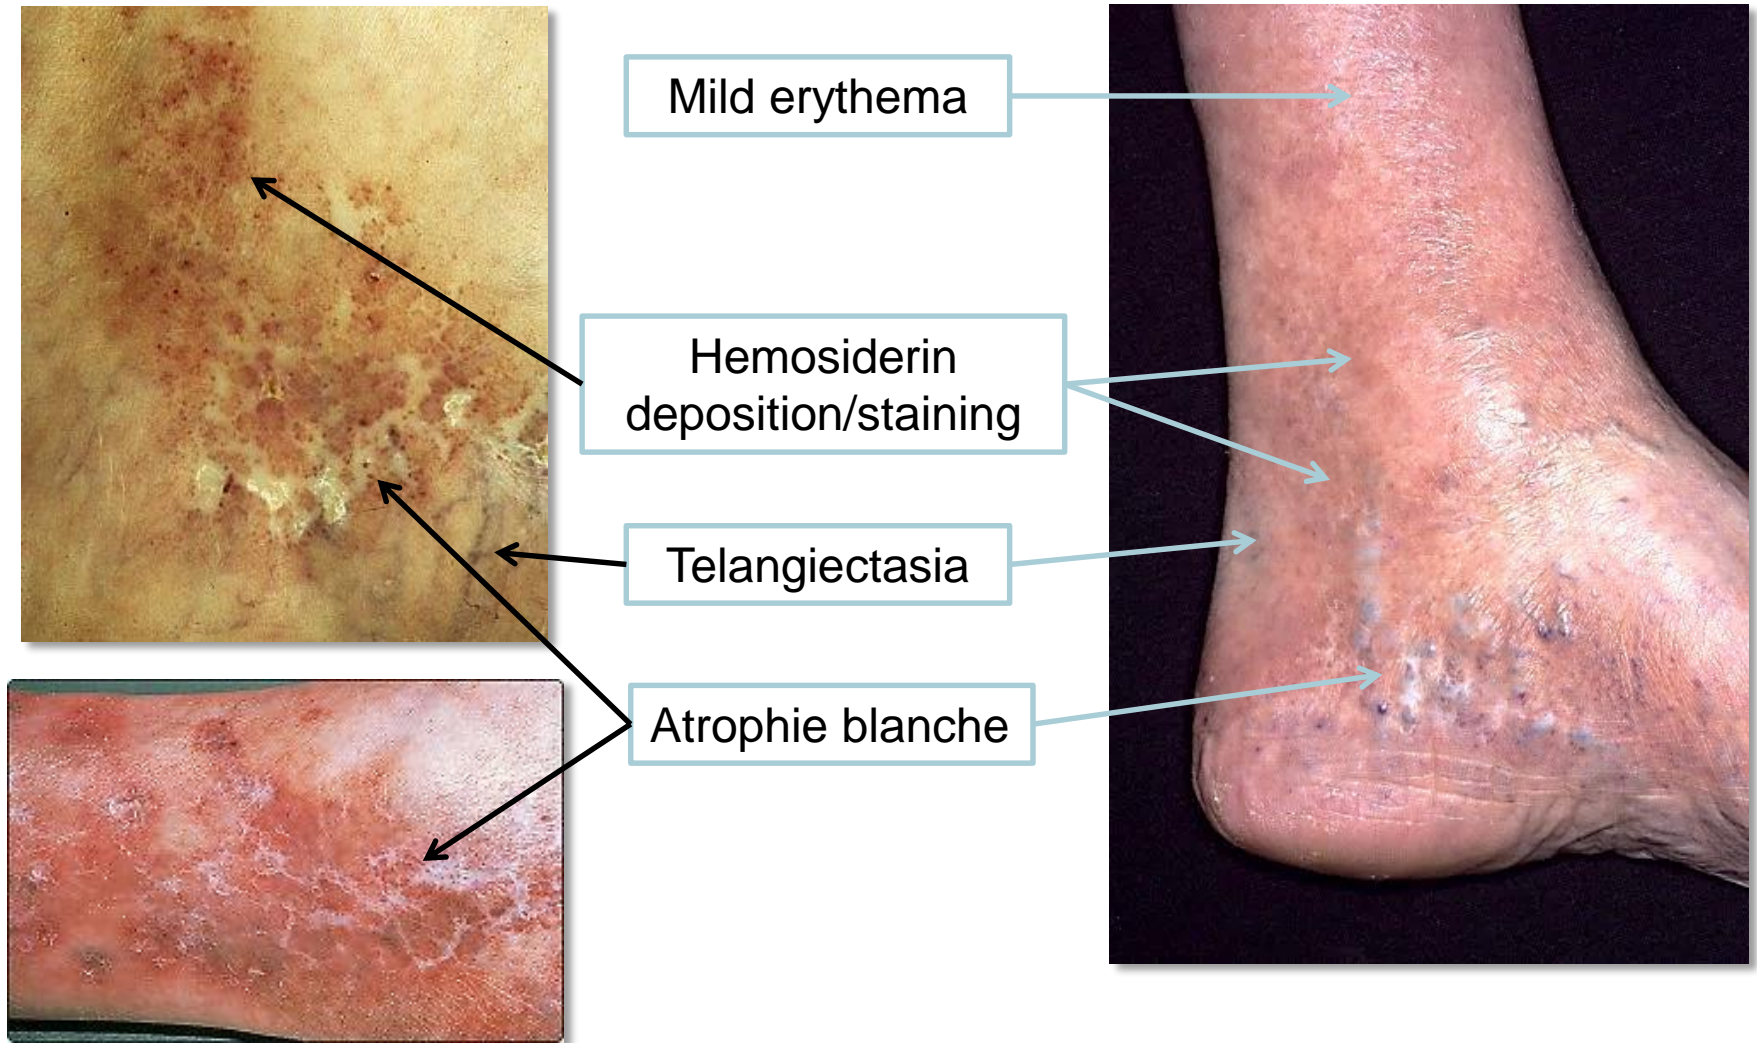 Mild erythema
Hemosiderin
deposition/staining
Telangiectasia
Atrophie blanche